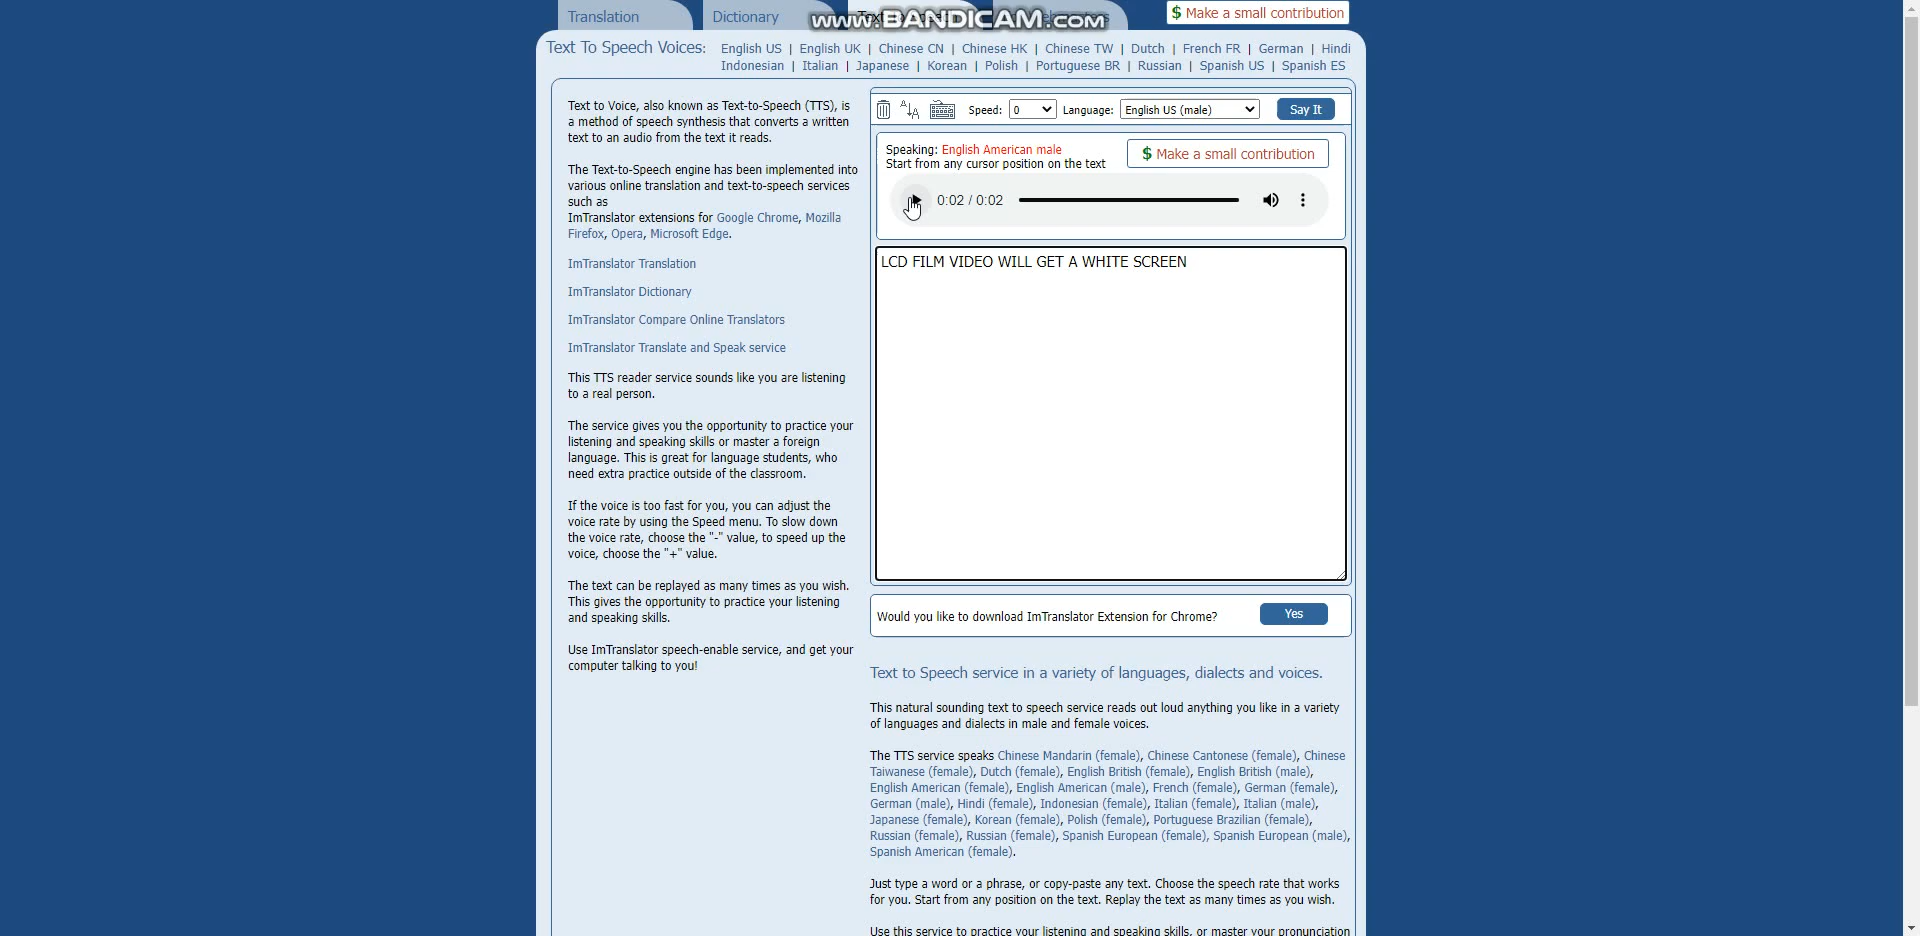 Translation
Dictionary
www.BANDICAM.com
$ Make a small contribution
Text To Speech Voices:
English US | English UK | Chinese CN | Chinese HK | Chinese TW | Dutch | French FR | German | Hindi
Indonesian | Italian | Japanese | Korean | Polish | Portuguese BR | Russian | Spanish US | Spanish ES
Text to Voice, also known as Text-to-Speech (TTS), is
a method of speech synthesis that converts a written
text to an audio from the text it reads.
The Text-to-Speech engine has been implemented into
various online translation and text-to-speech services
such as
ImTranslator extensions for Google Chrome, Mozilla
Firefox, Opera, Microsoft Edge.
ImTranslator Translation
ImTranslator Dictionary
ImTranslator Compare Online Translators
ImTranslator Translate and Speak service
This TTS reader service sounds like you are listening
to a real person.
The service gives you the opportunity to practice your
listening and speaking skills or master a foreign
language. This is great for language students, who
need extra practice outside of the classroom.
If the voice is too fast for you, you can adjust the
voice rate by using the Speed menu. To slow down
the voice rate, choose the "-" value, to speed up the
voice, choose the "+" value.
The text can be replayed as many times as you wish.
This gives the opportunity to practice your listening
and speaking skills.
Use ImTranslator speech-enable service, and get your
computer talking to you!
Speed: 0 Language: English US (male) Say It
Speaking: English American male
Start from any cursor position on the text
$ Make a small contribution
0:02 / 0:02
LCD FILM VIDEO WILL GET A WHITE SCREEN
Would you like to download ImTranslator Extension for Chrome? Yes
Text to Speech service in a variety of languages, dialects and voices.
This natural sounding text to speech service reads out loud anything you like in a variety
of languages and dialects in male and female voices.
The TTS service speaks Chinese Mandarin (female), Chinese Cantonese (female), Chinese
Taiwanese (female), Dutch (female), English British (female), English British (male),
English American (female), English American (male), French (female), German (female),
German (male), Hindi (female), Indonesian (female), Italian (female), Italian (male),
Japanese (female), Korean (female), Polish (female), Portuguese Brazilian (female),
Russian (female), Russian (female), Spanish European (female), Spanish European (male),
Spanish American (female).
Just type a word or a phrase, or copy-paste any text. Choose the speech rate that works
for you. Start from any position on the text. Replay the text as many times as you wish.
Use this service to practice your listening and speaking skills, or master your pronunciation